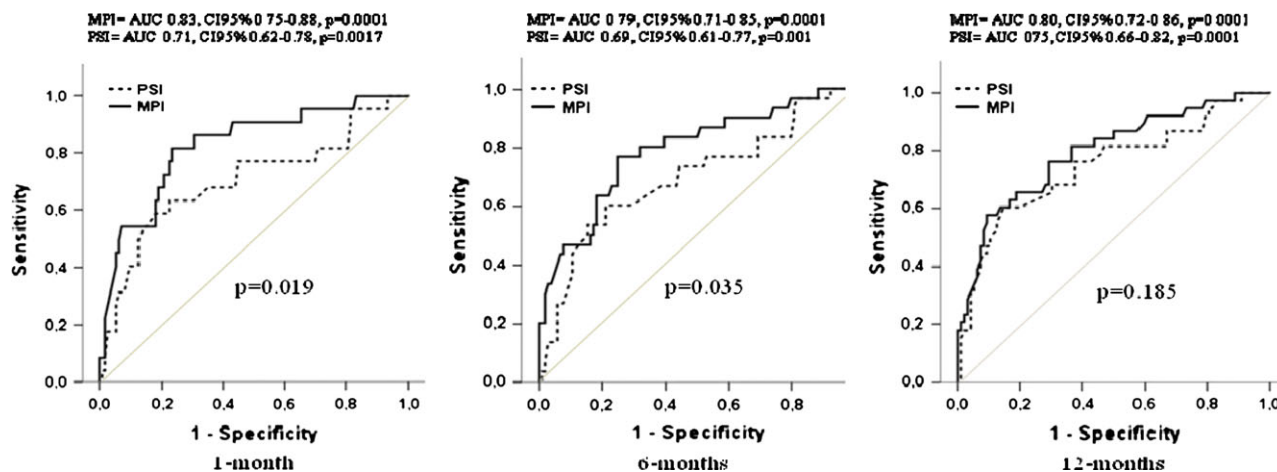 MPI= AUC 0.83, CI95% 0.75-0.88, p=0.0001
PSI= AUC 0.71, CI95% 0.62-0.78, p=0.0017
PSI
MPI
1,0
0,8
0,6
0,4
0,2
0,0
Sensitivity
p=0.019
0,0 0,2 0,4 0,6 0,8 1,0
1 - Specificity
1-month
MPI= AUC 0.79, CI95% 0.71-0.85, p=0.0001
PSI= AUC 0.69, CI95% 0.61-0.77, p=0.001
PSI
MPI
1,0
0,8
0,6
0,4
0,2
0,0
Sensitivity
p=0.035
0,0 0,2 0,4 0,6 0,8
1 - Specificity
6-months
MPI= AUC 0.80, CI95% 0.72-0.86, p=0.0001
PSI= AUC 075, CI95% 0.66-0.82, p=0.0001
PSI
MPI
1,0
0,8
0,6
0,4
0,2
0,0
Sensitivity
p=0.185
0,0 0,2 0,4 0,6 0,8 1,0
1 - Specificity
12-months